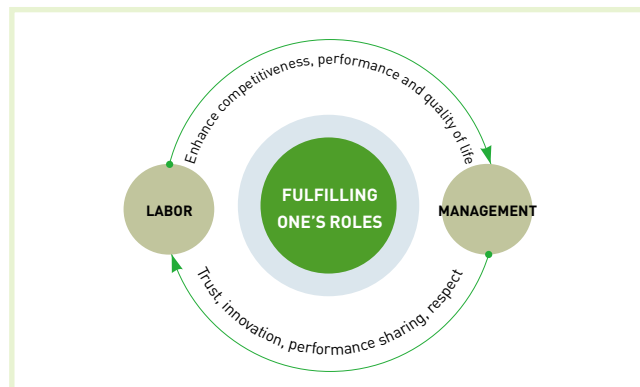 Enhance competitiveness, performance and quality of life
FULFILLING
ONE'S ROLES
LABOR
MANAGEMENT
Trust, innovation, performance sharing, respect